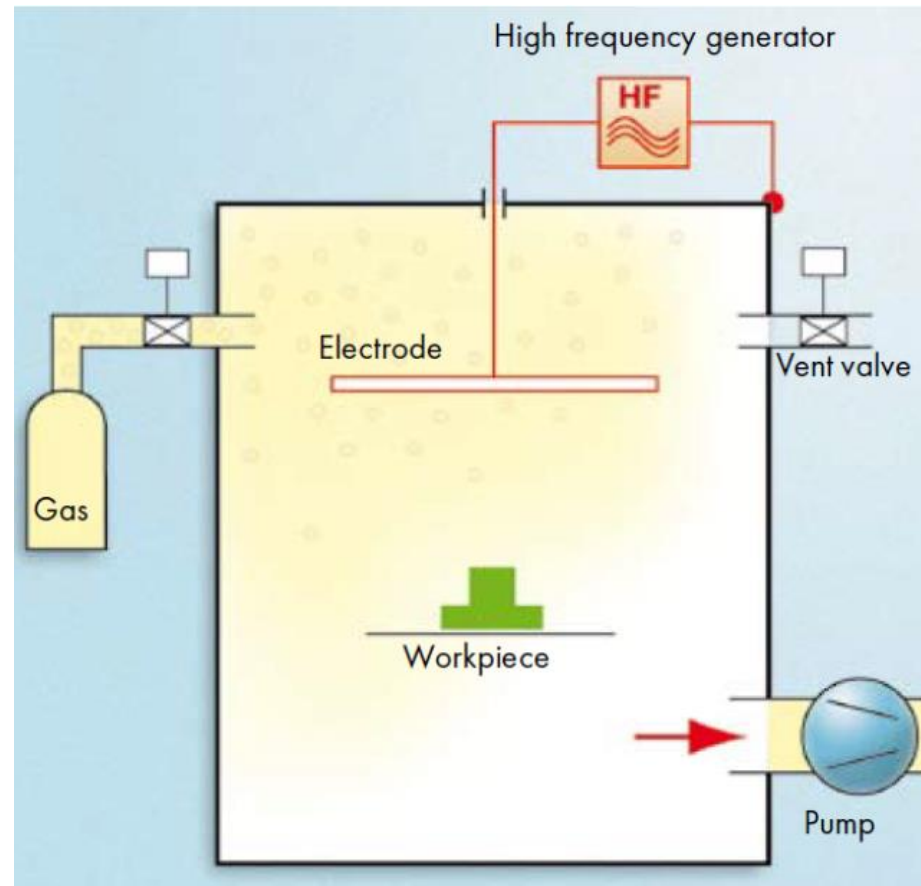 High frequency generator
HF
Electrode
Vent valve
Gas
Workpiece
Pump